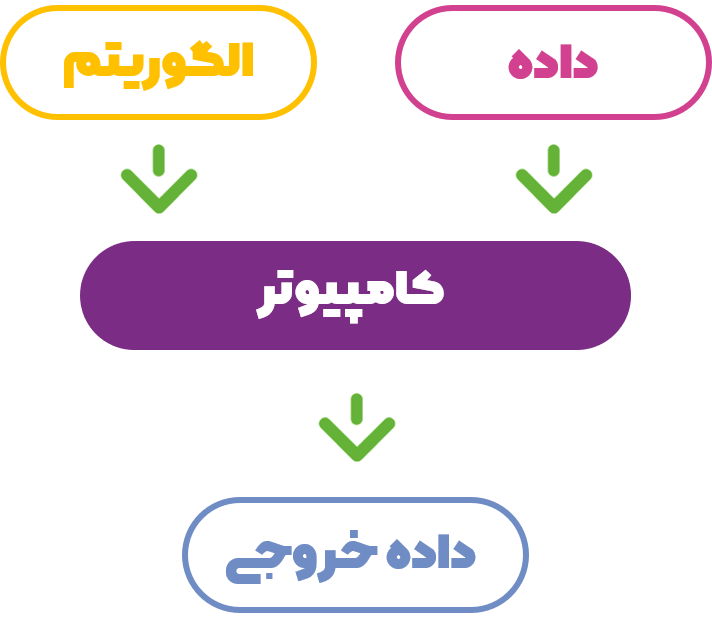 داده
الگوریتم
کامپیوتر
داده خروجی